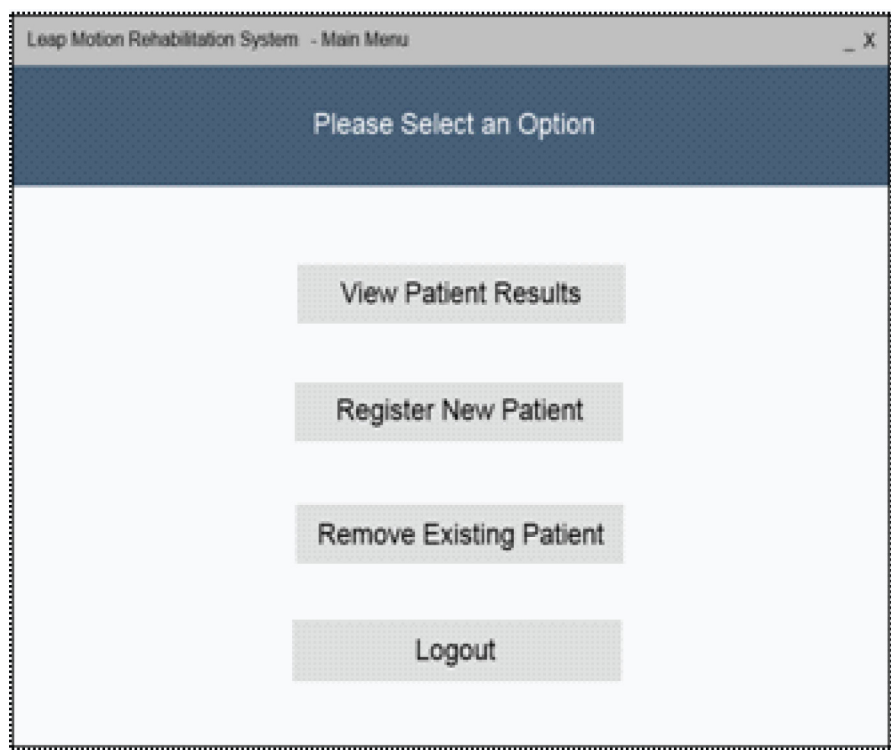 Leap Motion Rehabilitation System - Main Menu _ X
Please Select an Option
View Patient Results
Register New Patient
Remove Existing Patient
Logout